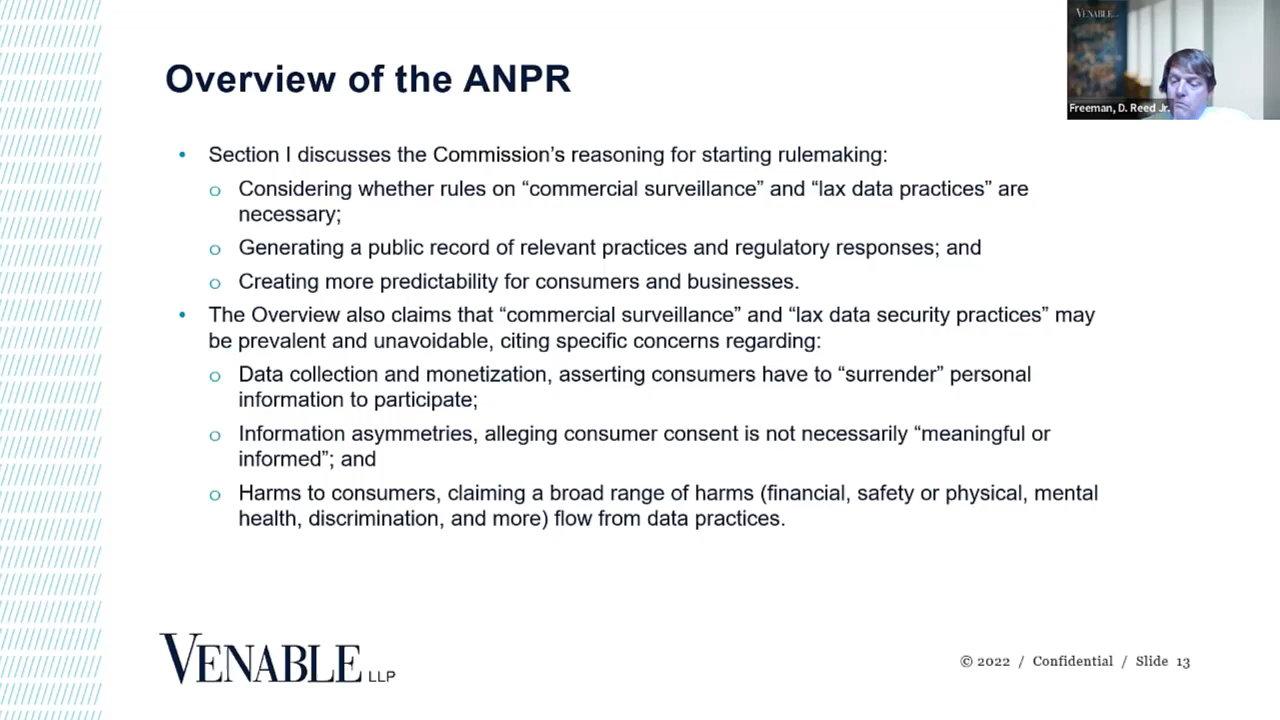 VENABLE
Freeman, D. Reed Jr.
Overview of the ANPR
• Section I discusses the Commission’s reasoning for starting rulemaking:
o Considering whether rules on “commercial surveillance” and “lax data practices” are
necessary;
o Generating a public record of relevant practices and regulatory responses; and
o Creating more predictability for consumers and businesses.
• The Overview also claims that “commercial surveillance” and “lax data security practices” may
be prevalent and unavoidable, citing specific concerns regarding:
o Data collection and monetization, asserting consumers have to “surrender” personal
information to participate;
o Information asymmetries, alleging consumer consent is not necessarily “meaningful or
informed”; and
o Harms to consumers, claiming a broad range of harms (financial, safety or physical, mental
health, discrimination, and more) flow from data practices.
VENABLE LLP
© 2022 / Confidential / Slide 13